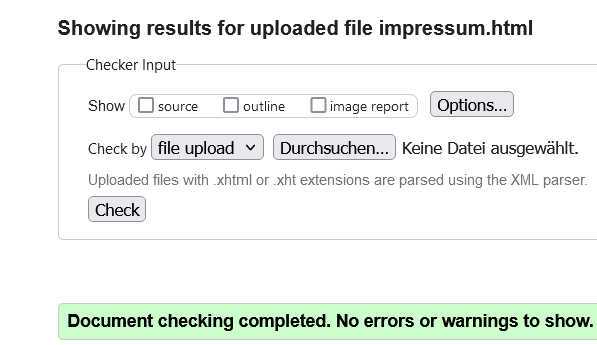 Showing results for uploaded file impressum.html
Checker Input
Show source outline image report Options...
Check by file upload Durchsuchen... Keine Datei ausgewählt.
Uploaded files with .xhtml or .xht extensions are parsed using the XML parser.
Check
Document checking completed. No errors or warnings to show.